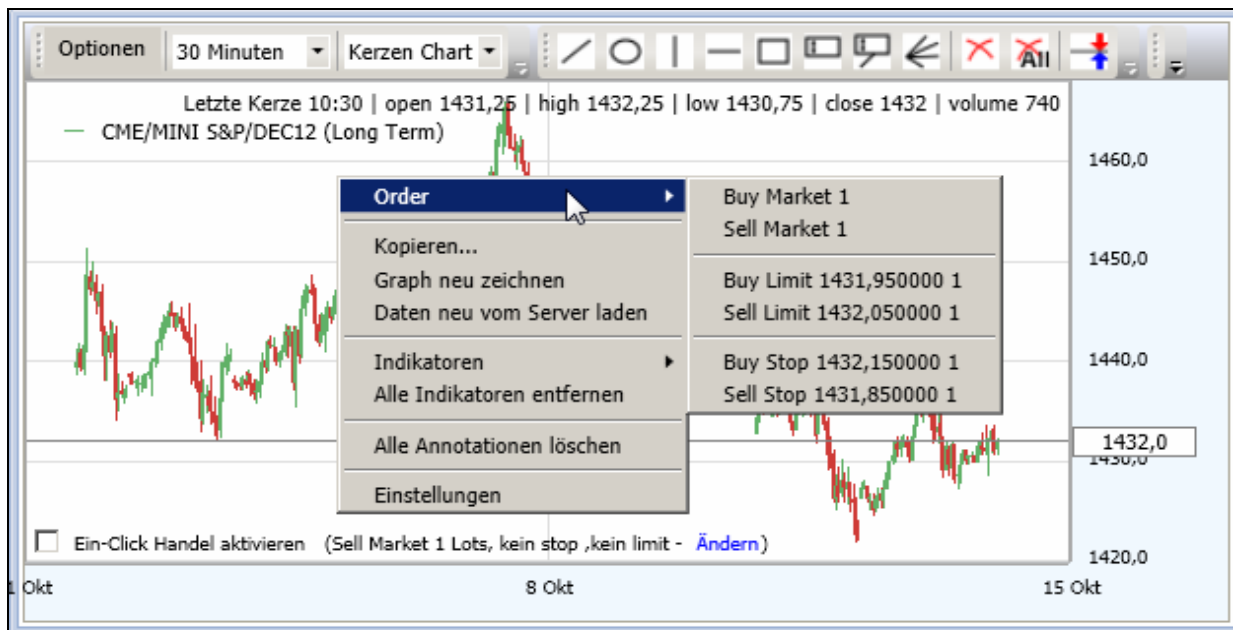 Optionen 30 Minuten Kerzen Chart All
Letzte Kerze 10:30 | open 1431,25 | high 1432,25 | low 1430,75 | close 1432 | volume 740
CME/MINI S&P/DEC12 (Long Term)
1460,0
Order
Buy Market 1
Sell Market 1
Kopieren...
Graph neu zeichnen
Daten neu vom Server laden
1450,0
Buy Limit 1431,950000 1
Sell Limit 1432,050000 1
Indikatoren
Alle Indikatoren entfernen
Buy Stop 1432,150000 1
Sell Stop 1431,850000 1
1440,0
Alle Annotationen löschen
1432,0
1430,0
Einstellungen
Ein-Click Handel aktivieren (Sell Market 1 Lots, kein stop ,kein limit - Ändern)
1420,0
1 Okt 8 Okt 15 Okt